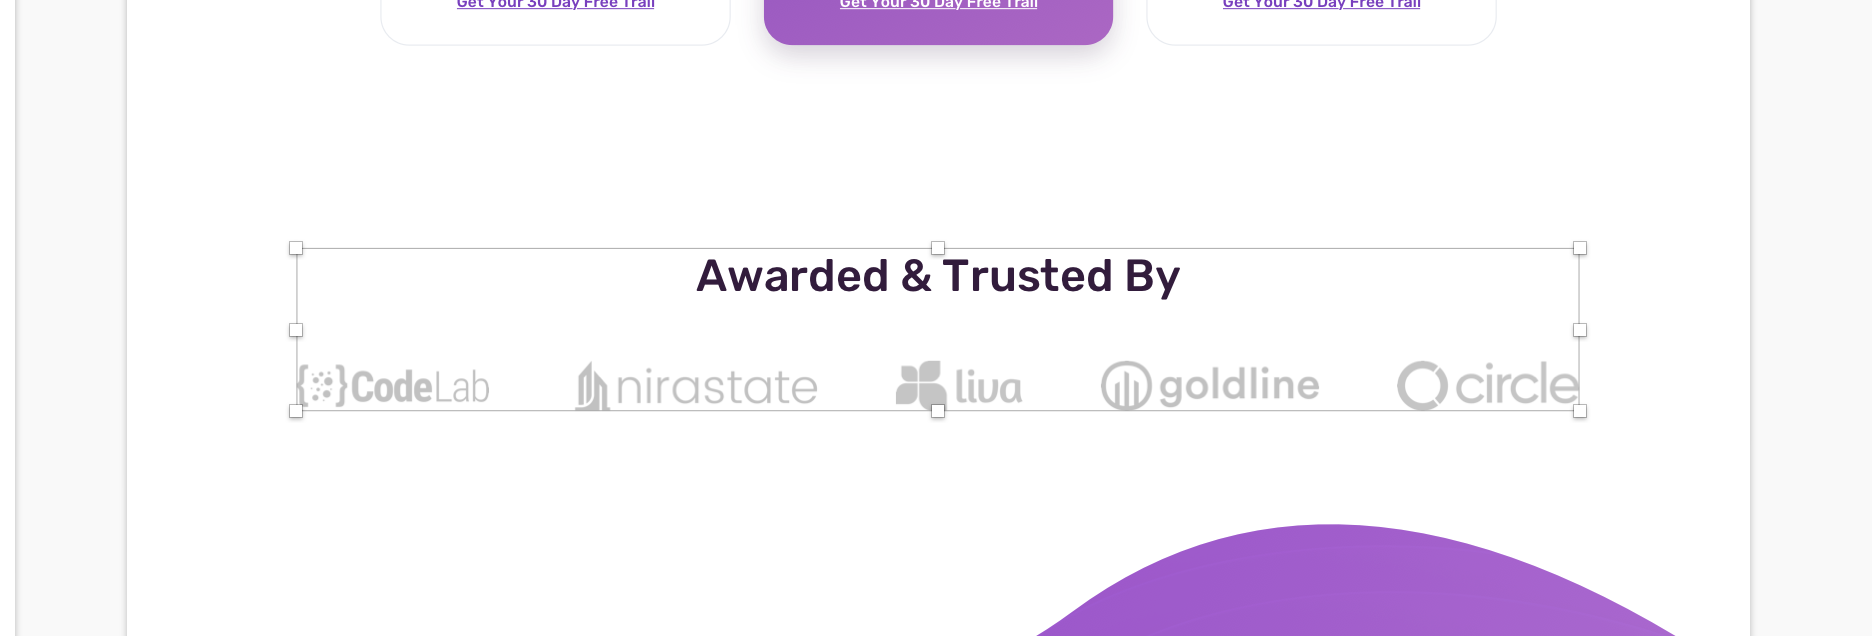 Get Your 30 Day Free Trail
Get Your 30 Day Free Trail
Get Your 30 Day Free Trail
Awarded & Trusted By
{CodeLab
nirastate
liva
goldline
circle